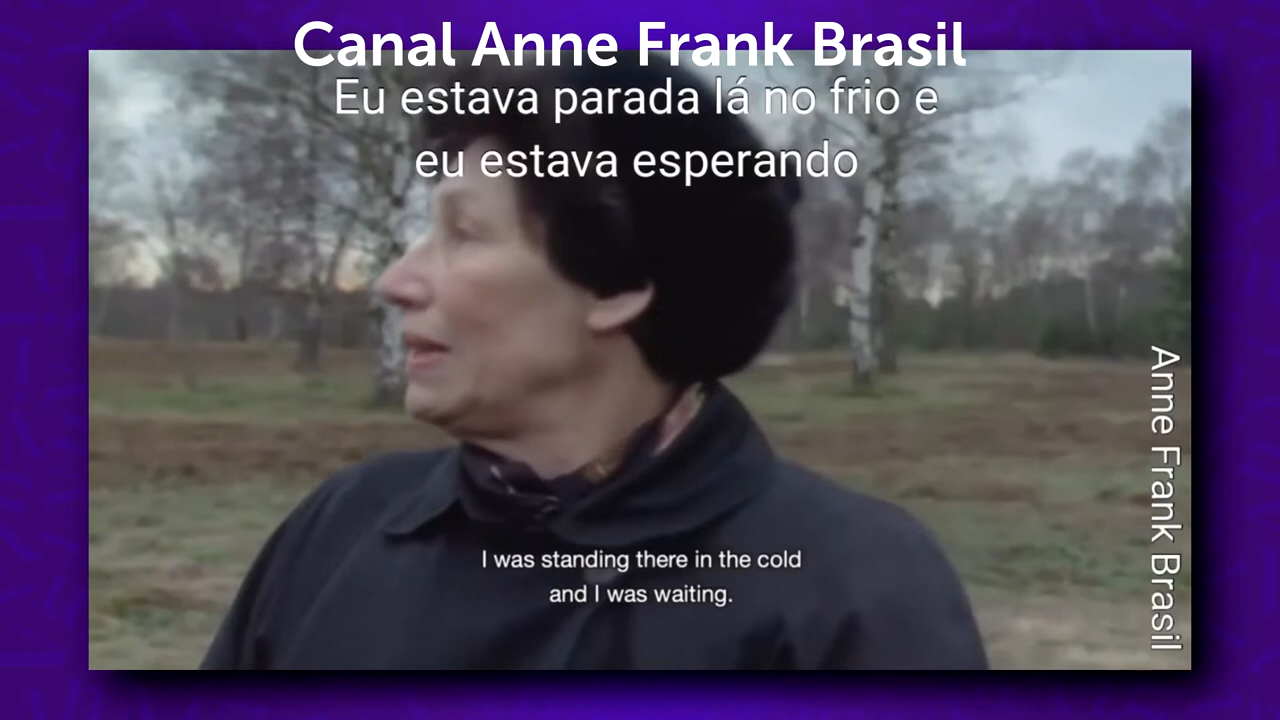 Canal Anne Frank Brasil
Eu estava parada lá no frio e
eu estava esperando
I was standing there in the cold
and I was waiting.
Anne Frank Brasil